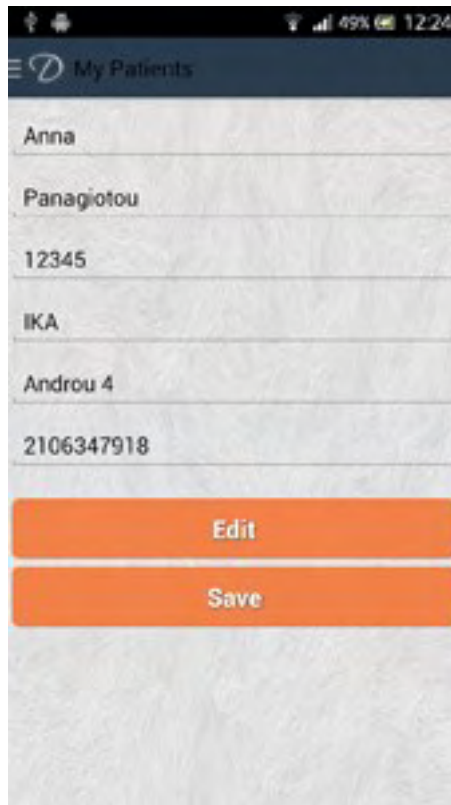 49% 12:24
My Patients
Anna
Panagiotou
12345
IKA
Androu 4
2106347918
Edit
Save